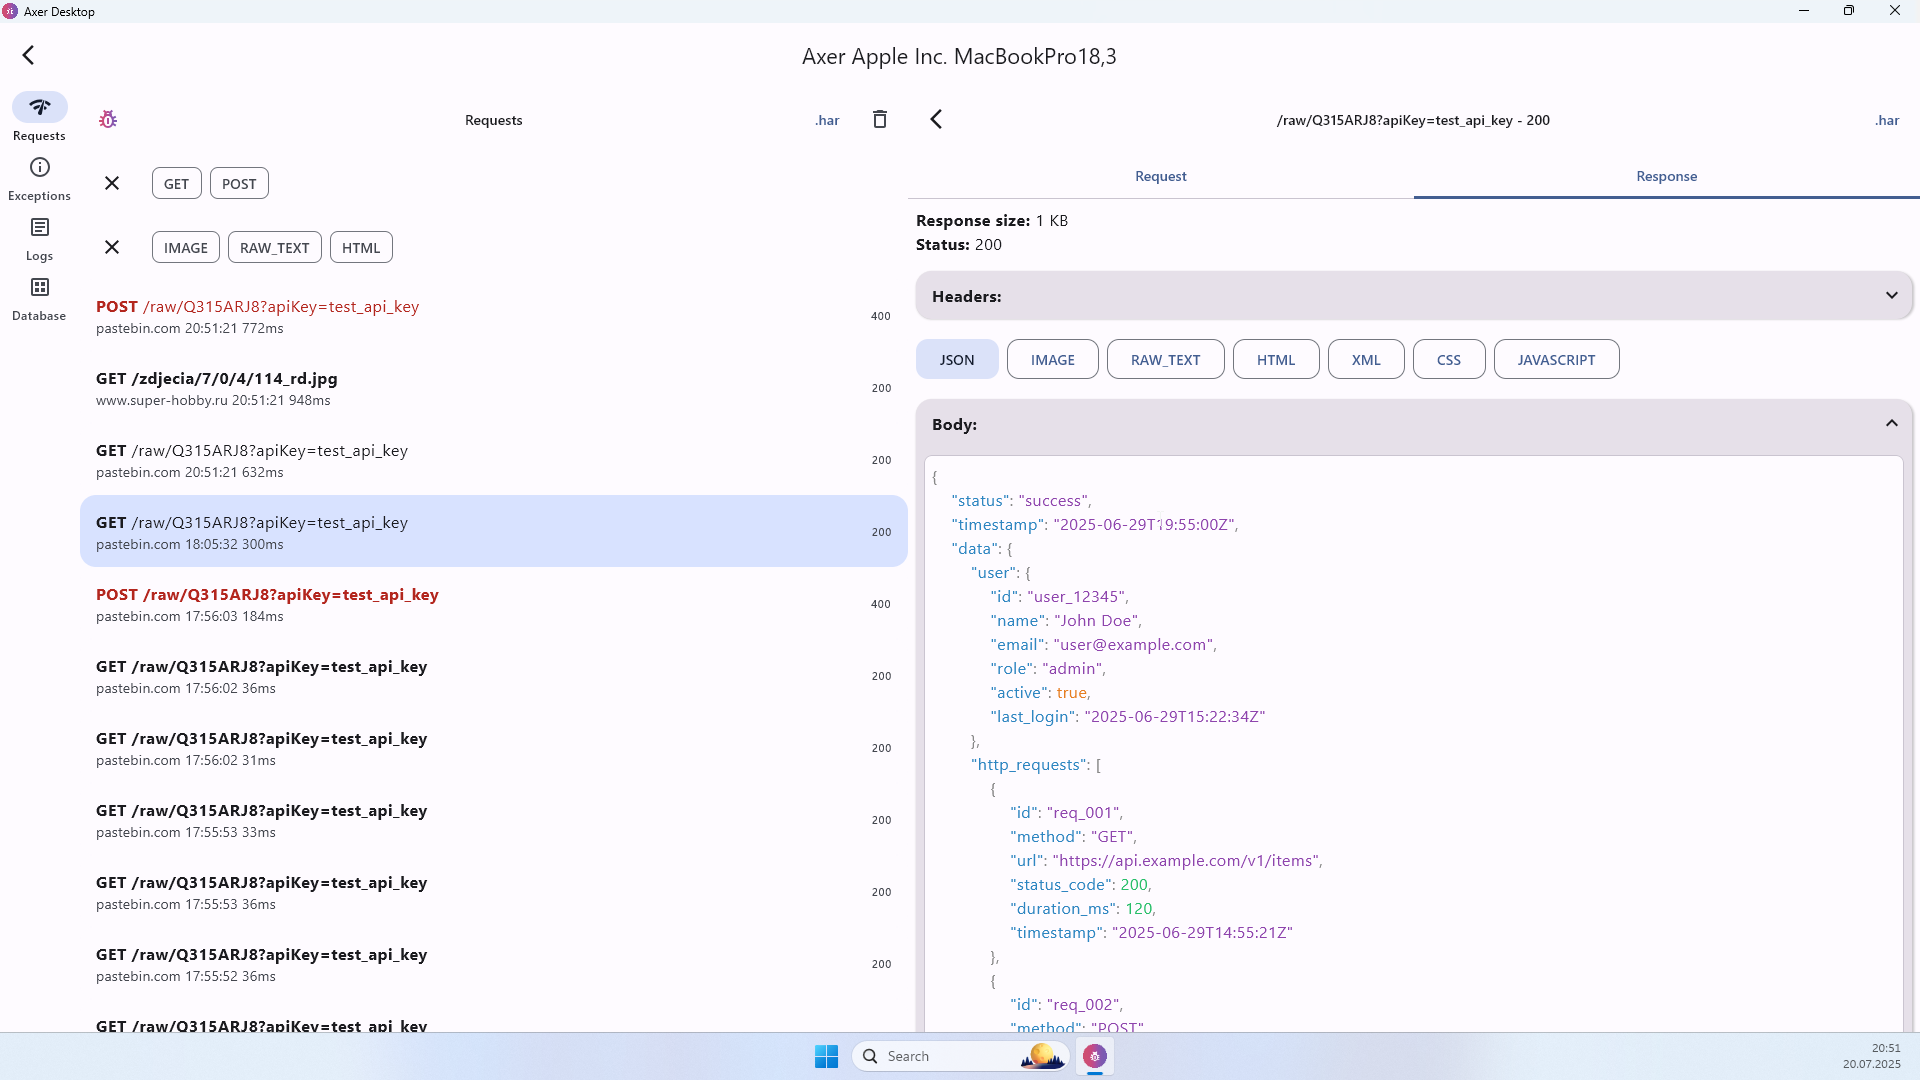 Axer Desktop
Axer Apple Inc. MacBookPro18,3
Requests
Exceptions
Logs
Database
Requests
.har
GET
POST
IMAGE
RAW_TEXT
HTML
POST /raw/Q315ARJ8?apiKey=test_api_key
pastebin.com 20:51:21 772ms
400
GET /zdjecia/7/0/4/114_rd.jpg
www.super-hobby.ru 20:51:21 948ms
200
GET /raw/Q315ARJ8?apiKey=test_api_key
pastebin.com 20:51:21 632ms
200
GET /raw/Q315ARJ8?apiKey=test_api_key
pastebin.com 18:05:32 300ms
200
POST /raw/Q315ARJ8?apiKey=test_api_key
pastebin.com 17:56:03 184ms
400
GET /raw/Q315ARJ8?apiKey=test_api_key
pastebin.com 17:56:02 36ms
200
GET /raw/Q315ARJ8?apiKey=test_api_key
pastebin.com 17:56:02 31ms
200
GET /raw/Q315ARJ8?apiKey=test_api_key
pastebin.com 17:55:53 33ms
200
GET /raw/Q315ARJ8?apiKey=test_api_key
pastebin.com 17:55:53 36ms
200
GET /raw/Q315ARJ8?apiKey=test_api_key
pastebin.com 17:55:52 36ms
200
GET /raw/Q315ARJ8?apiKey=test_api_key
/raw/Q315ARJ8?apiKey=test_api_key - 200
.har
Request
Response
Response size: 1 KB
Status: 200
Headers:
JSON
IMAGE
RAW_TEXT
HTML
XML
CSS
JAVASCRIPT
Body:
{
"status": "success",
"timestamp": "2025-06-29T19:55:00Z",
"data": {
"user": {
"id": "user_12345",
"name": "John Doe",
"email": "user@example.com",
"role": "admin",
"active": true,
"last_login": "2025-06-29T15:22:34Z"
},
"http_requests": [
{
"id": "req_001",
"method": "GET",
"url": "https://api.example.com/v1/items",
"status_code": 200,
"duration_ms": 120,
"timestamp": "2025-06-29T14:55:21Z"
},
{
"id": "req_002",
"method": "POST"
Search
20:51
20.07.2025